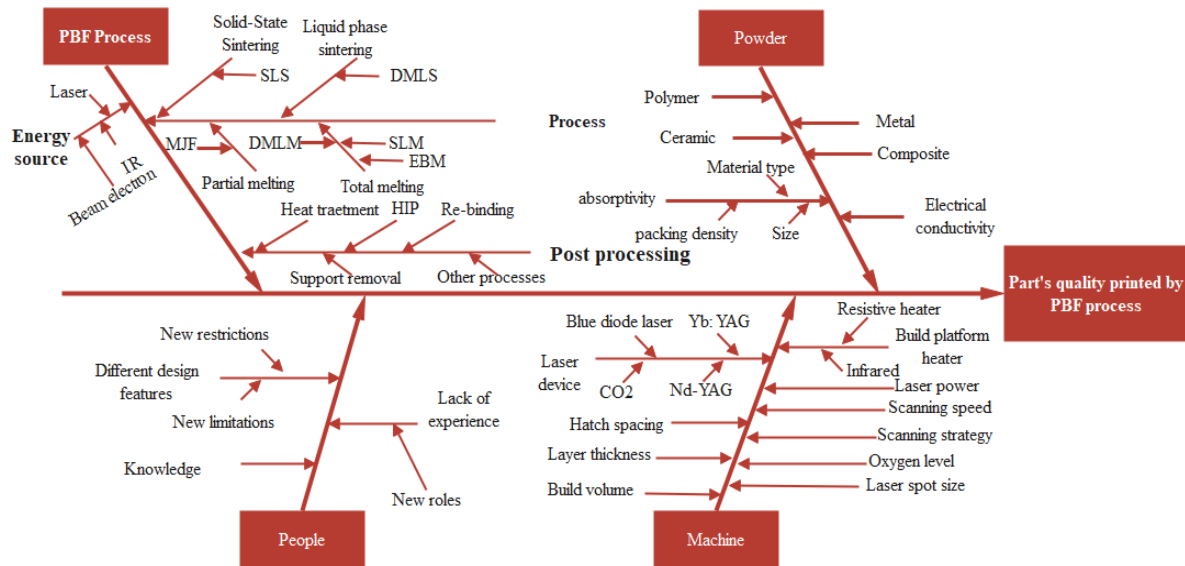 PBF Process
Solid-State
Sintering
Liquid phase
sintering
SLS
DMLS
Laser
Energy
source
IR
Beam electron
MJF
DMLM
SLM
EBM
Partial melting
Total melting
Process
Heat traetment
HIP
Re-binding
Support removal
Other processes
Post processing
Powder
Polymer
Metal
Ceramic
Composite
Material type
absorptivity
packing density
Size
Electrical
conductivity
Part's quality printed by
PBF process
New restrictions
Different design
features
New limitations
Lack of
experience
Knowledge
New roles
People
Blue diode laser
Yb: YAG
Laser
device
CO2
Nd-YAG
Resistive heater
Build platform
heater
Infrared
Laser power
Scanning speed
Hatch spacing
Scanning strategy
Layer thickness
Oxygen level
Build volume
Laser spot size
Machine